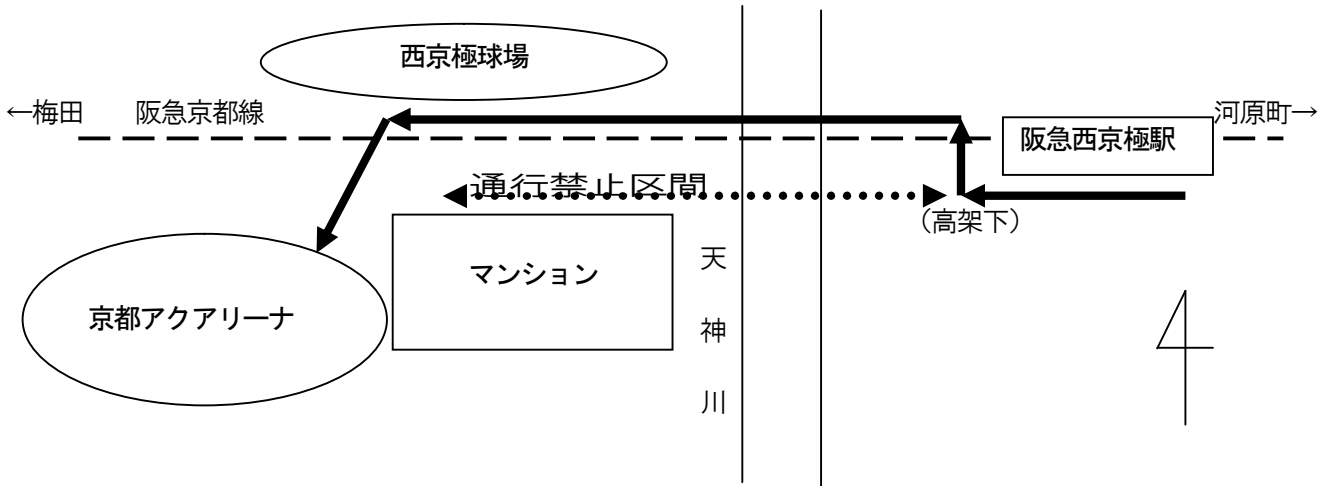 西京極球場
←梅田
阪急京都線
河原町→
阪急西京極駅
通行禁止区間
（高架下）
マンション
天神川
京都アクアリーナ